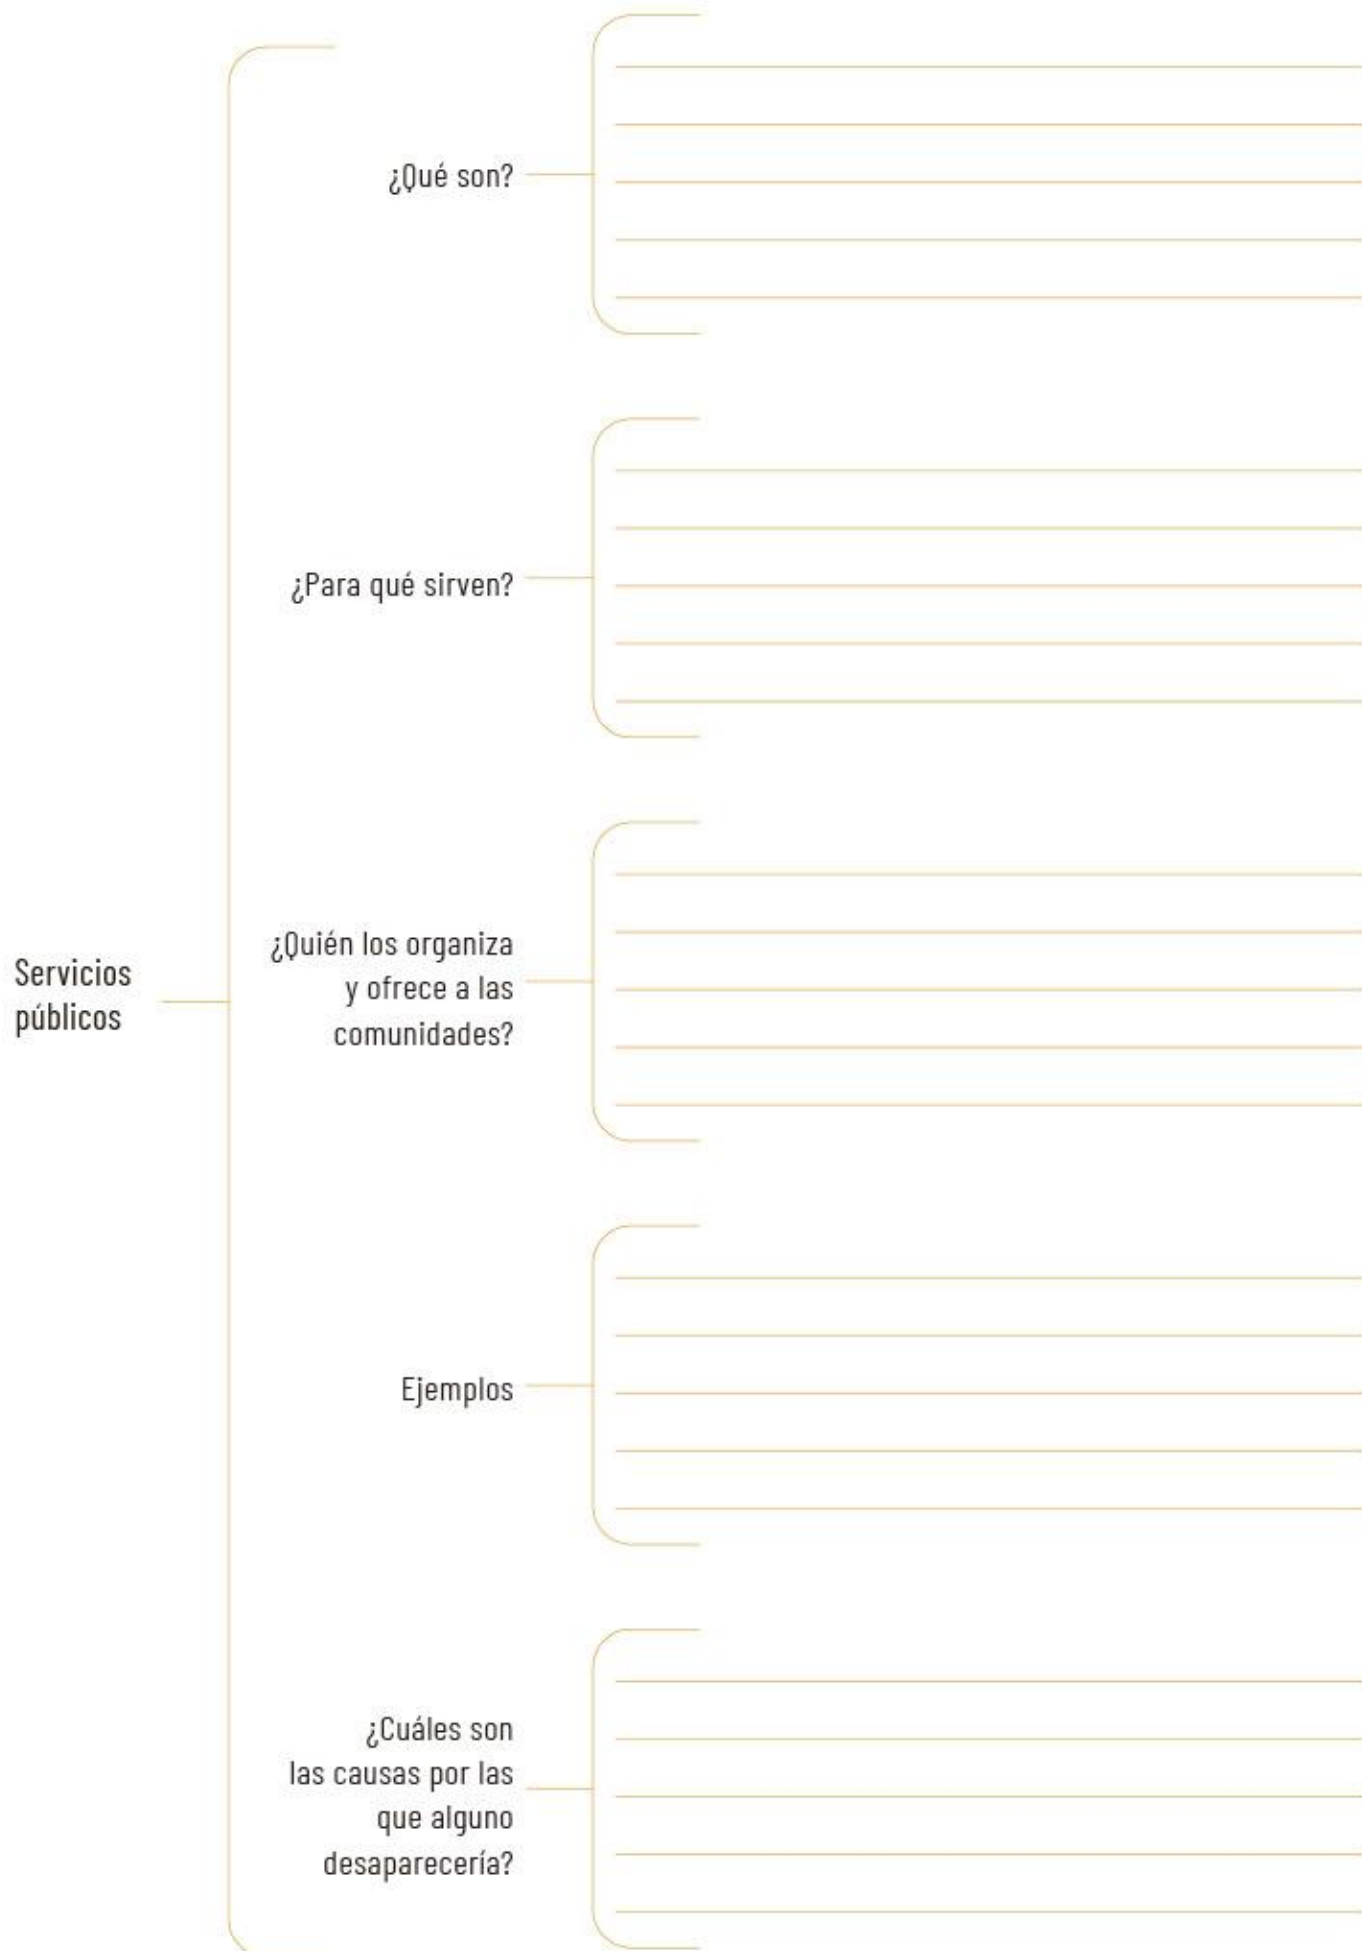 ¿Qué son?
¿Para qué sirven?
Servicios
públicos
¿Quién los organiza
y ofrece a las
comunidades?
Ejemplos
¿Cuáles son
las causas por las
que alguno
desaparecería?